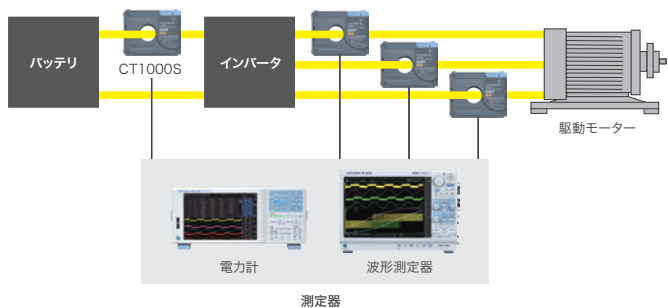 バッテリ
CT1000S
インバータ
駆動モーター
電力計
波形測定器
測定器